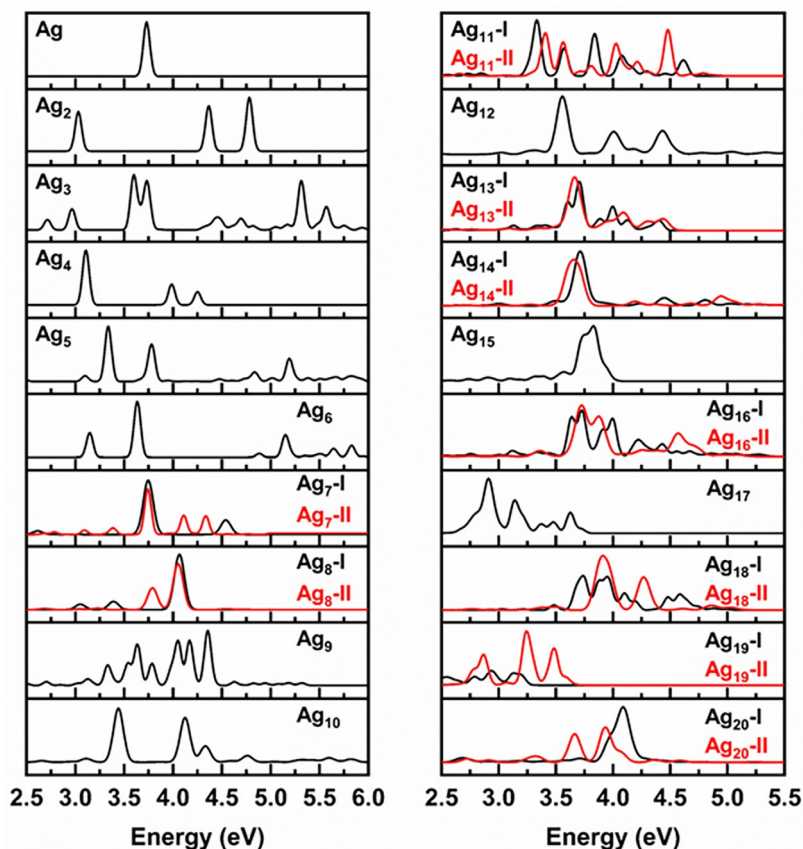 Ag
Ag₂
Ag₃
Ag₄
Ag₅
Ag₆
Ag₇-I
Ag₇-II
Ag₈-I
Ag₈-II
Ag₉
Ag₁₀
2.5 3.0 3.5 4.0 4.5 5.0 5.5 6.0
Energy (eV)
Ag₁₁-I
Ag₁₁-II
Ag₁₂
Ag₁₃-I
Ag₁₃-II
Ag₁₄-I
Ag₁₄-II
Ag₁₅
Ag₁₆-I
Ag₁₆-II
Ag₁₇
Ag₁₈-I
Ag₁₈-II
Ag₁₉-I
Ag₁₉-II
Ag₂₀-I
Ag₂₀-II
2.5 3.0 3.5 4.0 4.5 5.0 5.5
Energy (eV)